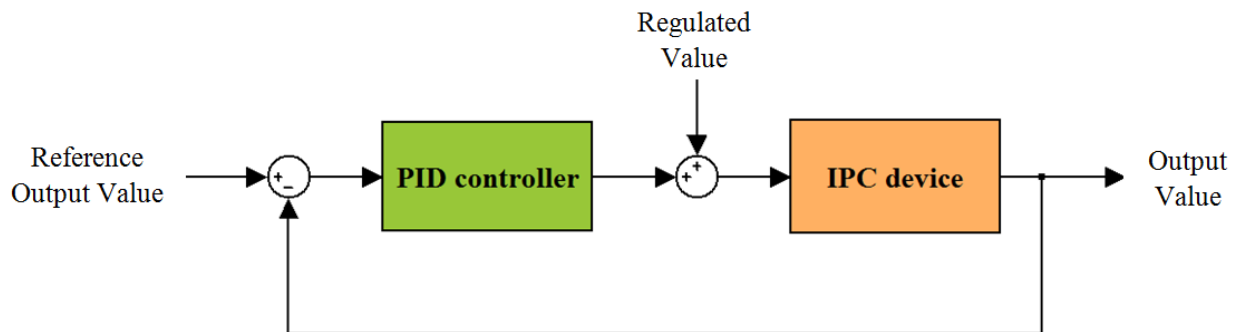 Regulated
Value
Reference
Output Value
+
−
PID controller
+
+
IPC device
Output
Value